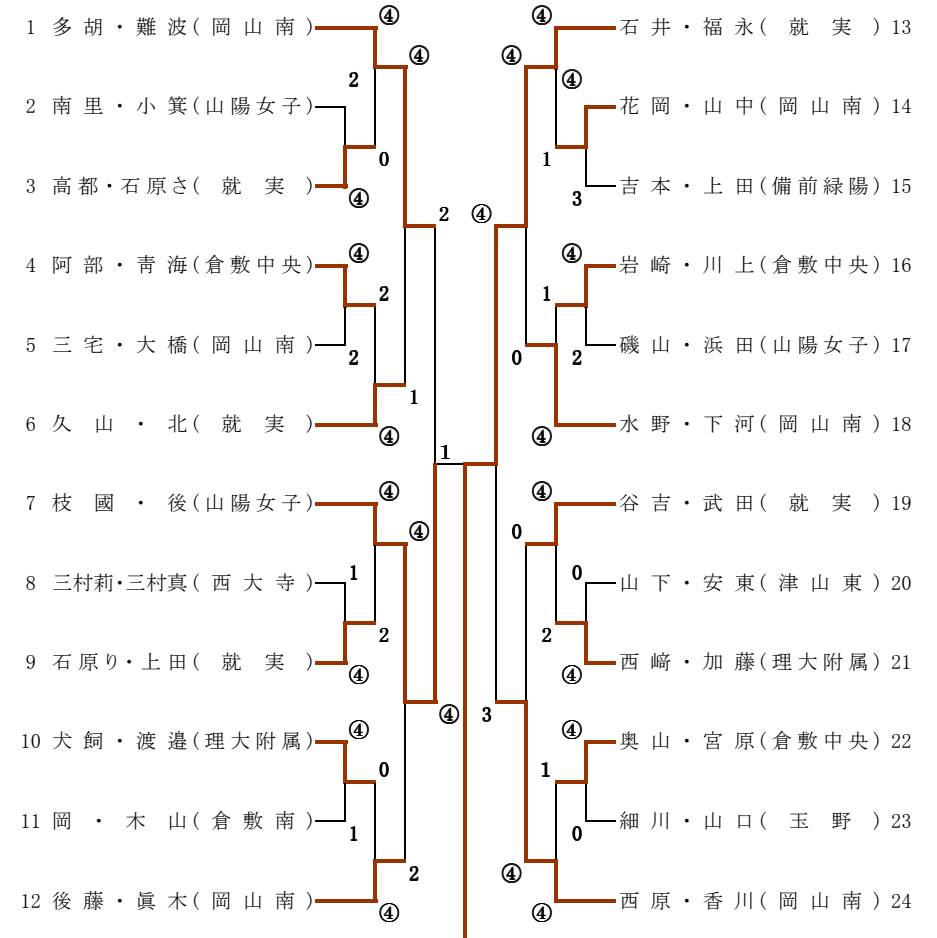 ④ ④
1 多胡・難波(岡山南) 石井・福永(就実) 13
④ ④
2 ④
2 南里・小箕(山陽女子) 花岡・山中(岡山南) 14
0 1
3 高都・石原さ(就実) 吉本・上田(備前緑陽) 15
④ 3
2 ④
④ ④
4 阿部・靑海(倉敷中央) 岩崎・川上(倉敷中央) 16
2 1
5 三宅・大橋(岡山南) 磯山・浜田(山陽女子) 17
2 0 2
1
6 久山・北(就実) 水野・下河(岡山南) 18
④ ④
1
④ ④
7 枝國・後(山陽女子) 谷吉・武田(就実) 19
④ 0
1 0
8 三村莉・三村真(西大寺) 山下・安東(津山東) 20
2 2
9 石原り・上田(就実) 西﨑・加藤(理大附属) 21
④ ④
④ 3
④ ④
10 犬飼・渡邉(理大附属) 奥山・宮原(倉敷中央) 22
0 1
11 岡・木山(倉敷南) 細川・山口(玉野) 23
1 0
2 ④
12 後藤・眞木(岡山南) 西原・香川(岡山南) 24
④ ④